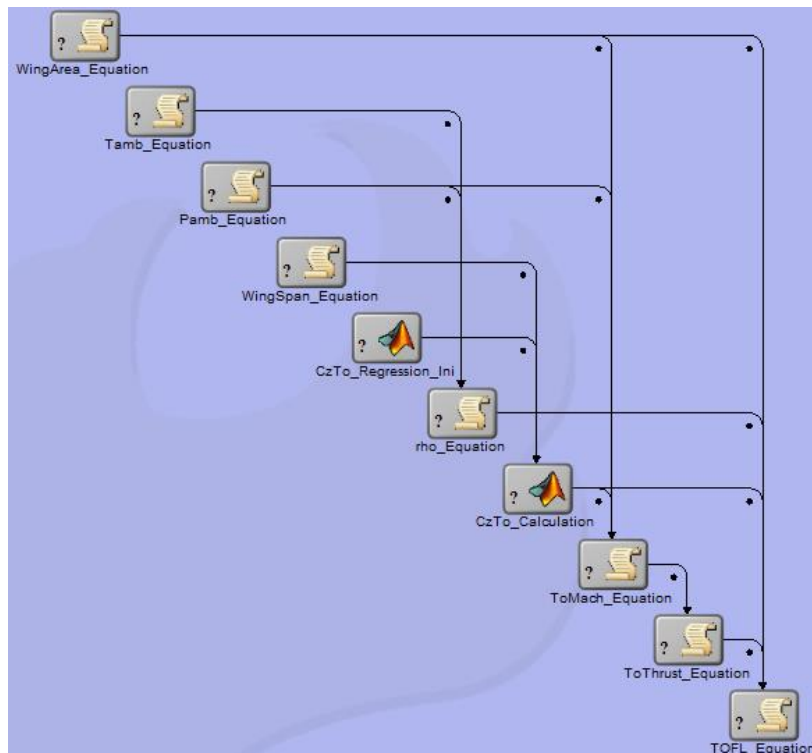 ?
WingArea_Equation
?
Tamb_Equation
?
Pamb_Equation
?
WingSpan_Equation
?
CzTo_Regression_Ini
?
rho_Equation
?
CzTo_Calculation
?
ToMach_Equation
?
ToThrust_Equation
?
TOFL_Equation